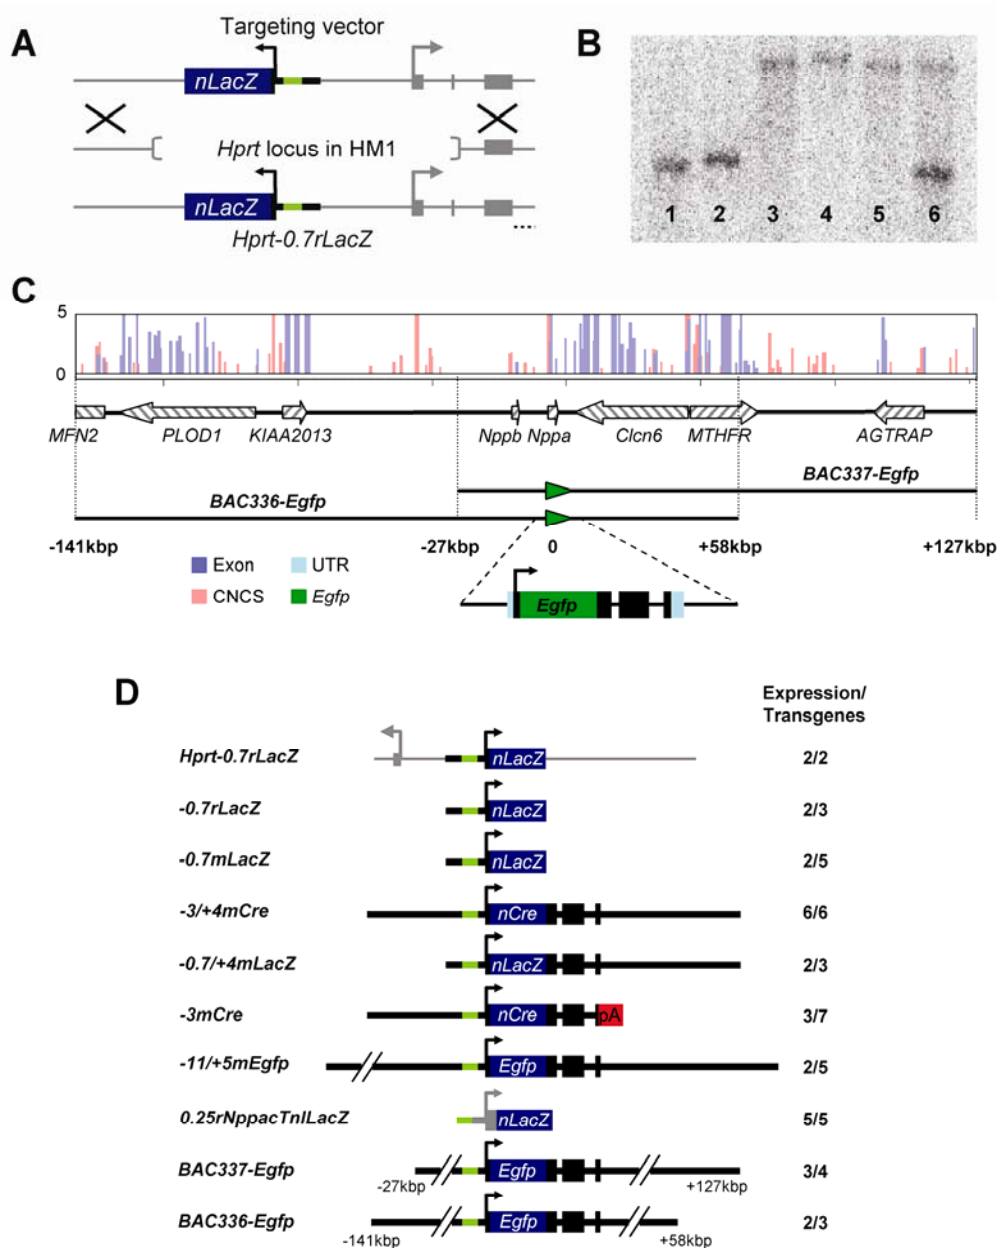 A
Targeting vector
nLacZ
Hprt locus in HM1
nLacZ
Hprt-0.7rLacZ
B
1 2 3 4 5 6
C
5
0
MFN2 PLOD1 KIAA2013 Nppb Nppa Clcn6 MTHFR AGTRAP
BAC337-Egfp
BAC336-Egfp
-141kbp -27kbp 0 +58kbp +127kbp
Exon UTR
CNCS Egfp
Egfp
D
Expression/
Transgenes
Hprt-0.7rLacZ nLacZ 2/2
-0.7rLacZ nLacZ 2/3
-0.7mLacZ nLacZ 2/5
-3/+4mCre nCre 6/6
-0.7/+4mLacZ nLacZ 2/3
-3mCre nCre pA 3/7
-11/+5mEgfp Egfp 2/5
0.25rNppacTnILacZ nLacZ 5/5
BAC337-Egfp Egfp 3/4
-27kbp +127kbp
BAC336-Egfp Egfp 2/3
-141kbp +58kbp